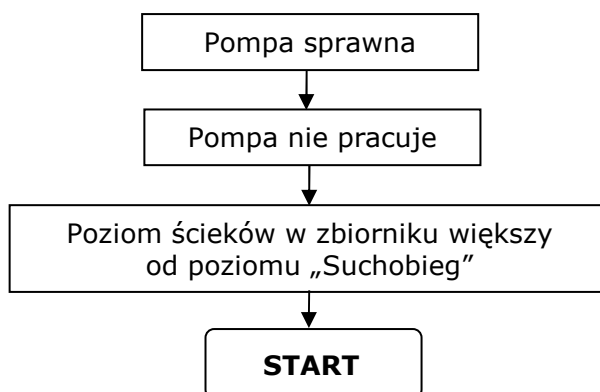 Pompa sprawna
Pompa nie pracuje
Poziom ścieków w zbiorniku większy
od poziomu „Suchobieg”
START